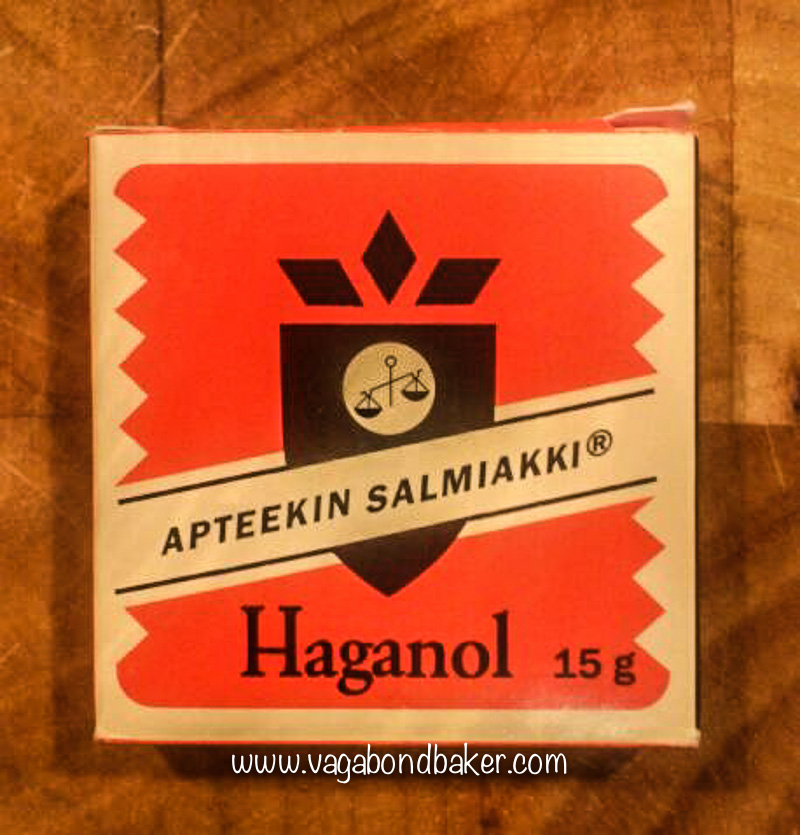 APTEEKIN SALMIAKKI®
Haganol 15 g
www.vagabondbaker.com